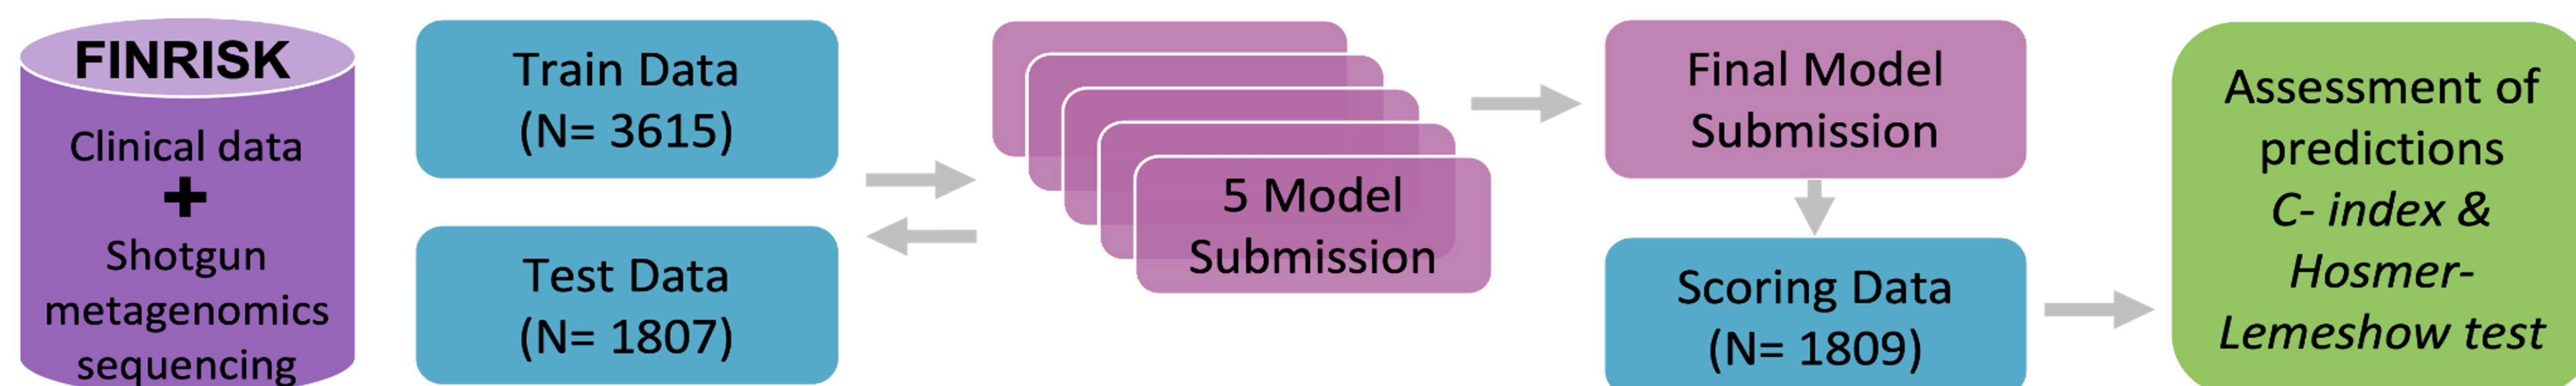 FINRISK
Clinical data
+
Shotgun
metagenomics
sequencing
Train Data
(N= 3615)
Test Data
(N= 1807)
5 Model
Submission
Final Model
Submission
Scoring Data
(N= 1809)
Assessment of
predictions
C- index &
Hosmer-
Lemeshow test